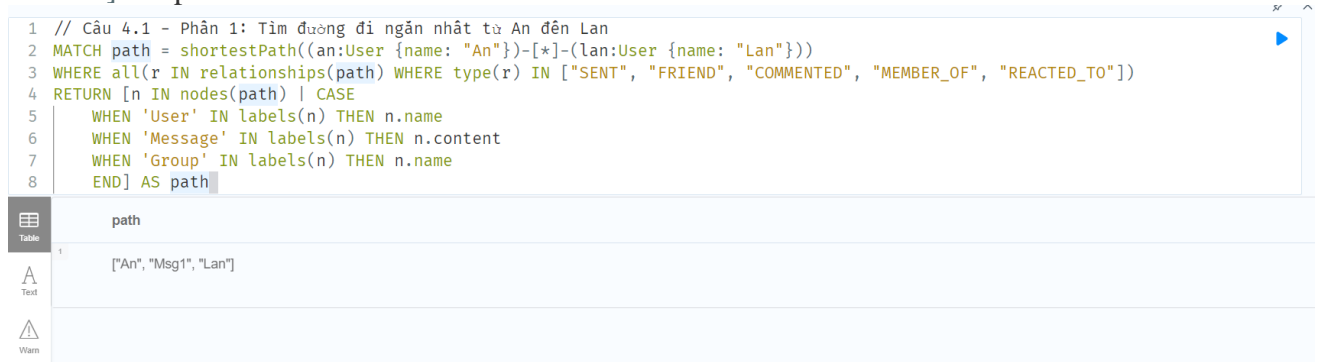 1 // Câu 4.1 - Phần 1: Tìm đường đi ngắn nhất từ An đến Lan
2 MATCH path = shortestPath((an:User {name: "An"})-[*]-(lan:User {name: "Lan"}))
3 WHERE all(r IN relationships(path) WHERE type(r) IN ["SENT", "FRIEND", "COMMENTED", "MEMBER_OF", "REACTED_TO"])
4 RETURN [n IN nodes(path) | CASE
5 WHEN 'User' IN labels(n) THEN n.name
6 WHEN 'Message' IN labels(n) THEN n.content
7 WHEN 'Group' IN labels(n) THEN n.name
8 END] AS path
Table
path
1
["An", "Msg1", "Lan"]
A
Text
Warn